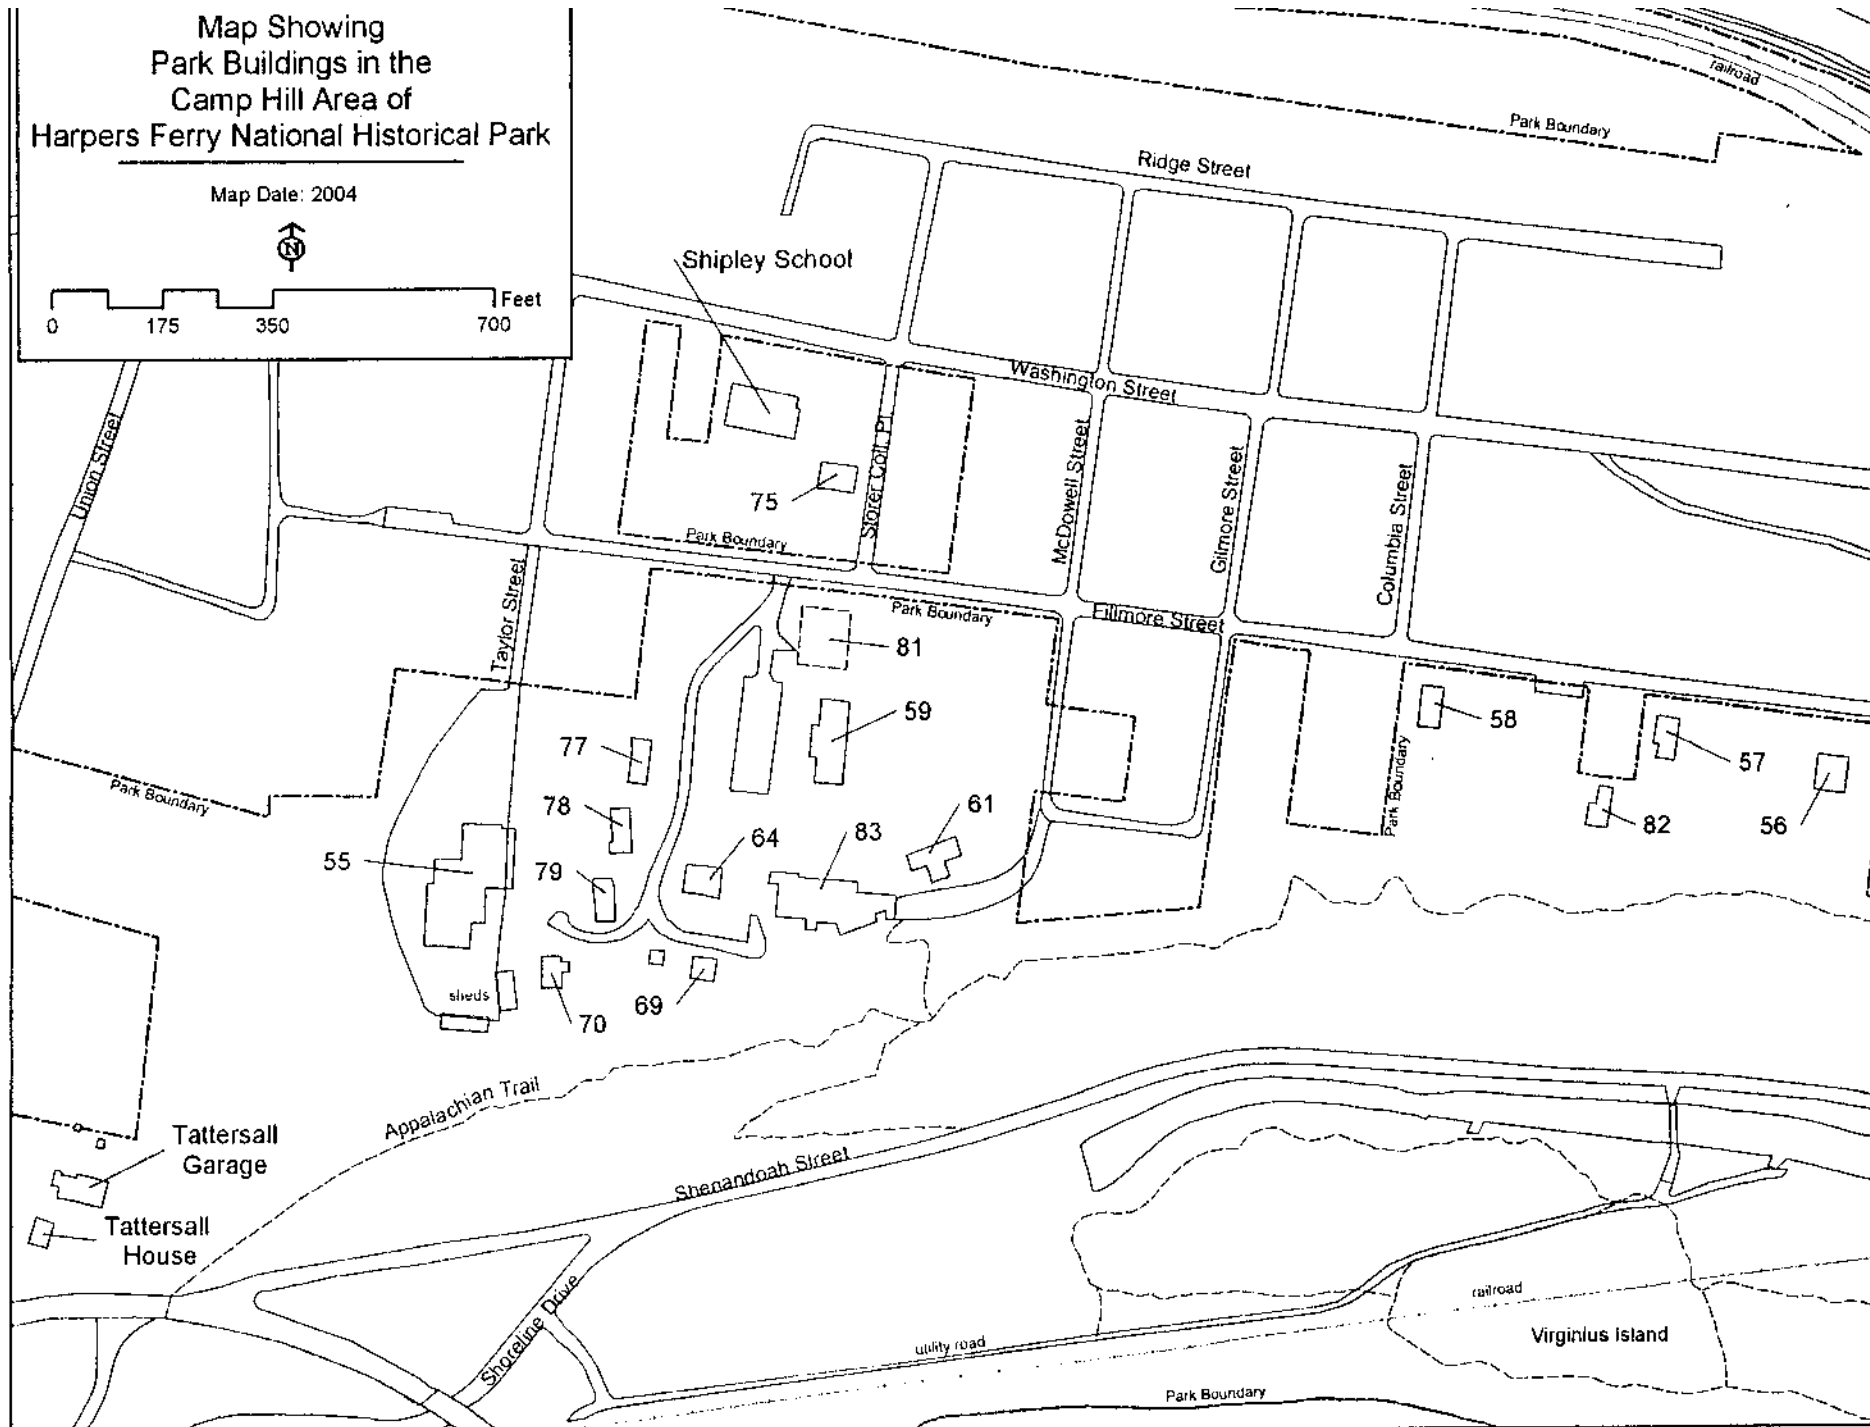 Map Showing
Park Buildings in the
Camp Hill Area of
Harpers Ferry National Historical Park
Map Date: 2004
N
Feet
0 175 350 700
railroad
Park Boundary
Ridge Street
Shipley School
Washington Street
Union Street
75
Storer Coll. Pl.
McDowell Street
Gilmore Street
Columbia Street
Park Boundary
Taylor Street
Park Boundary
Fillmore Street
81
59
58
77
57
Park Boundary
Park Boundary
78
61
82
56
55
64
83
79
sheds
69
70
Appalachian Trail
Tattersall
Garage
Shenandoah Street
Tattersall
House
Shoreline Drive
railroad
utility road
Virginius Island
Park Boundary